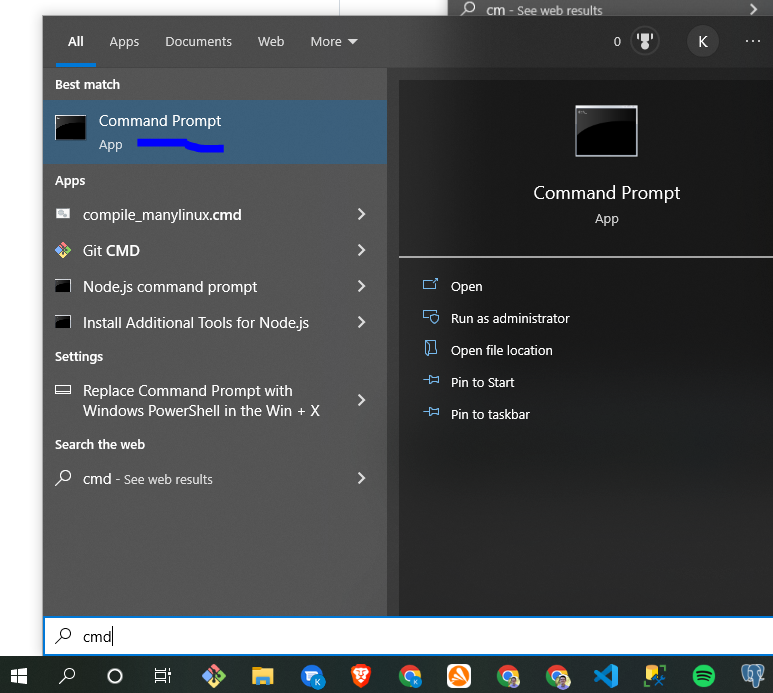 cm - See web results
All Apps Documents Web More 0 K ...
Best match
Command Prompt
App
Apps
compile_manylinux.cmd
Git CMD
Node.js command prompt
Install Additional Tools for Node.js
Settings
Replace Command Prompt with
Windows PowerShell in the Win + X
Search the web
cmd - See web results
Command Prompt
App
Open
Run as administrator
Open file location
Pin to Start
Pin to taskbar
cmd
K
K